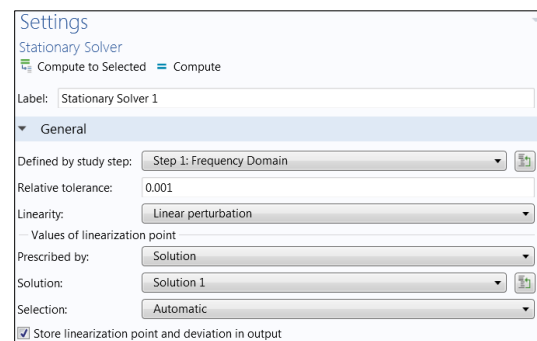 Settings
Stationary Solver
Compute to Selected = Compute
Label: Stationary Solver 1
General
Defined by study step: Step 1: Frequency Domain
Relative tolerance: 0.001
Linearity: Linear perturbation
Values of linearization point
Prescribed by: Solution
Solution: Solution 1
Selection: Automatic
Store linearization point and deviation in output